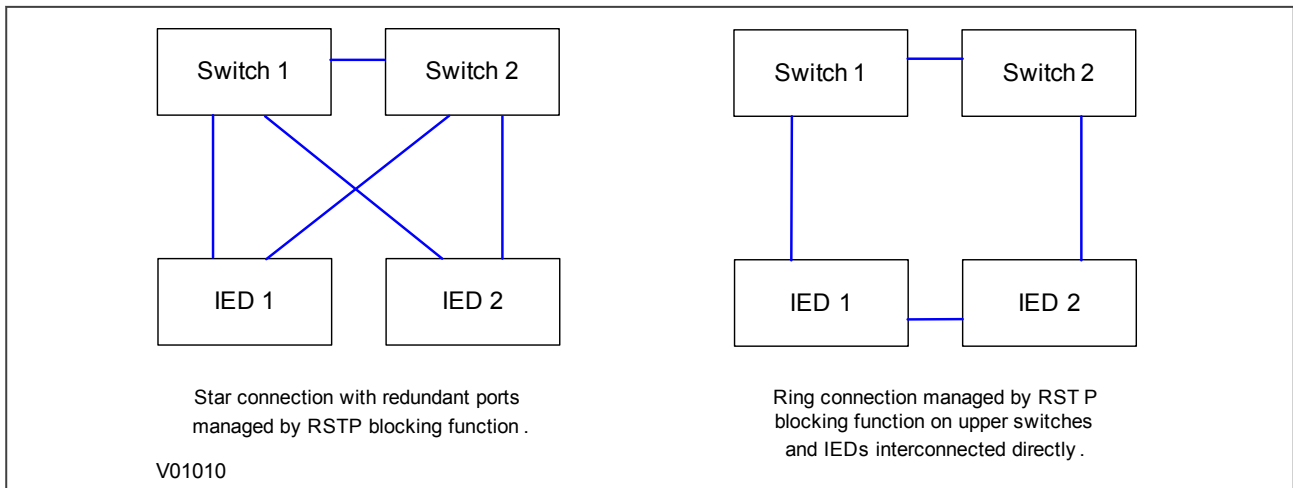 Switch 1
Switch 2
IED 1
IED 2
Star connection with redundant ports
managed by RSTP blocking function .
Switch 1
Switch 2
IED 1
IED 2
Ring connection managed by RST P
blocking function on upper switches
and IEDs interconnected directly .
V01010